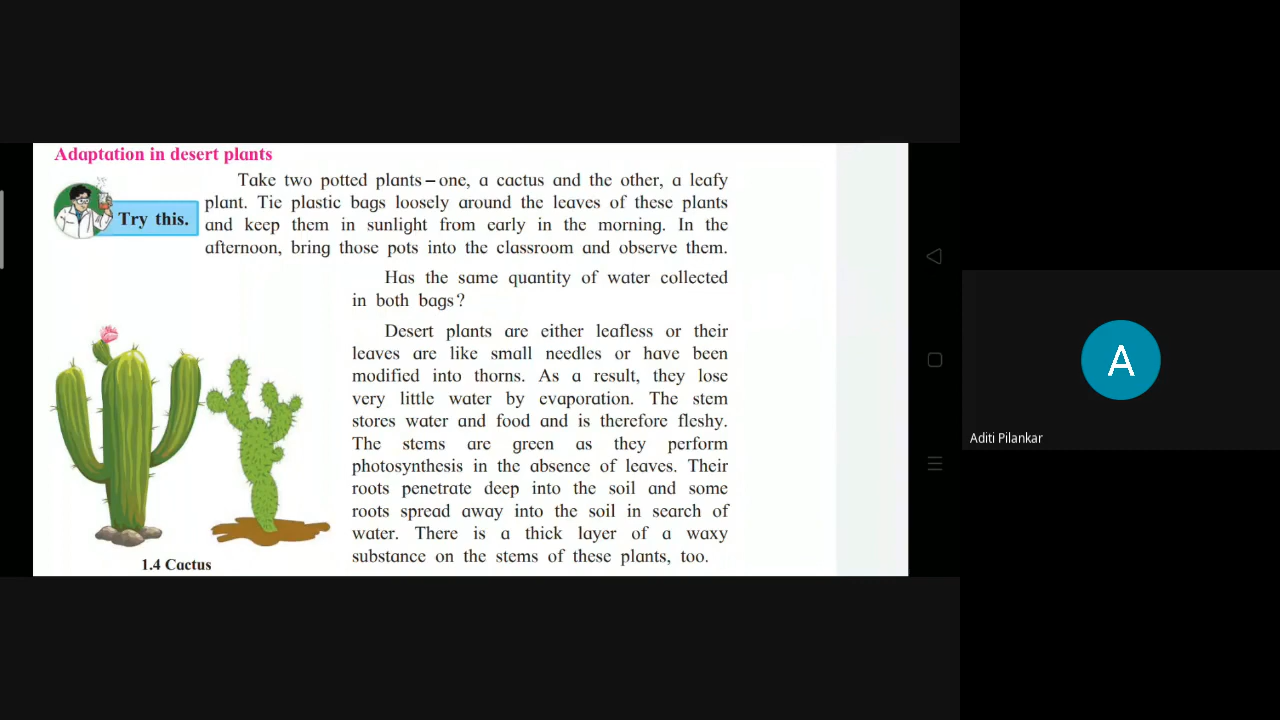 Adaptation in desert plants
Take two potted plants – one, a cactus and the other, a leafy
plant. Tie plastic bags loosely around the leaves of these plants
Try this.
and keep them in sunlight from early in the morning. In the
afternoon, bring those pots into the classroom and observe them.
Has the same quantity of water collected
in both bags?
Desert plants are either leafless or their
leaves are like small needles or have been
modified into thorns. As a result, they lose
very little water by evaporation. The stem
stores water and food and is therefore fleshy.
The stems are green as they perform
photosynthesis in the absence of leaves. Their
roots penetrate deep into the soil and some
roots spread away into the soil in search of
water. There is a thick layer of a waxy
substance on the stems of these plants, too.
1.4 Cactus
A
Aditi Pilankar